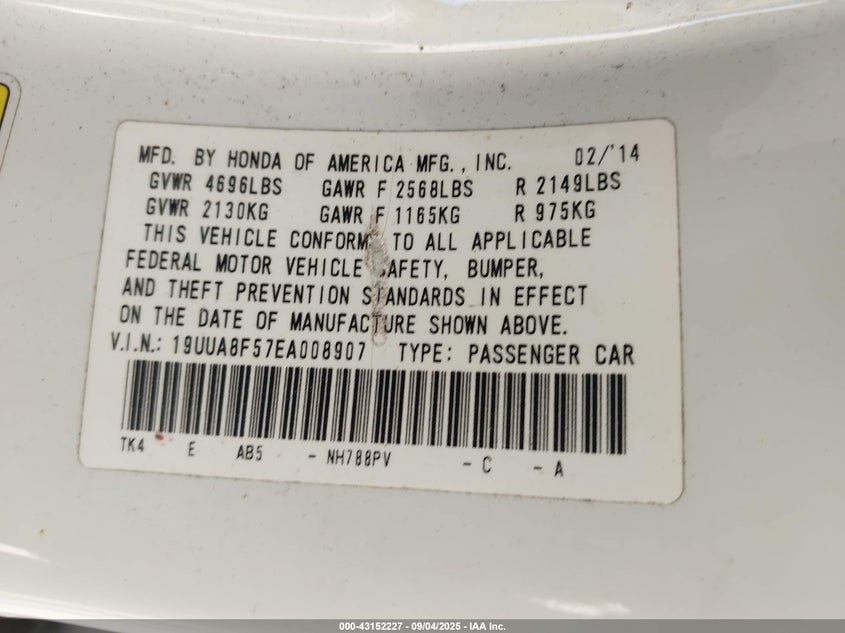 MFD. BY HONDA OF AMERICA MFG., INC. 02/'14
GVWR 4696LBS GAWR F 2568LBS R 2149LBS
GVWR 2130KG GAWR F 1165KG R 975KG
THIS VEHICLE CONFORM TO ALL APPLICABLE
FEDERAL MOTOR VEHICLE SAFETY, BUMPER,
AND THEFT PREVENTION STANDARDS IN EFFECT
ON THE DATE OF MANUFACTURE SHOWN ABOVE.
V.I.N.: 19UUA8F57EA008907 TYPE: PASSENGER CAR
TK4 E AB5 - NH788PV - C - A
000-43152227 - 09/04/2025 - IAA Inc.